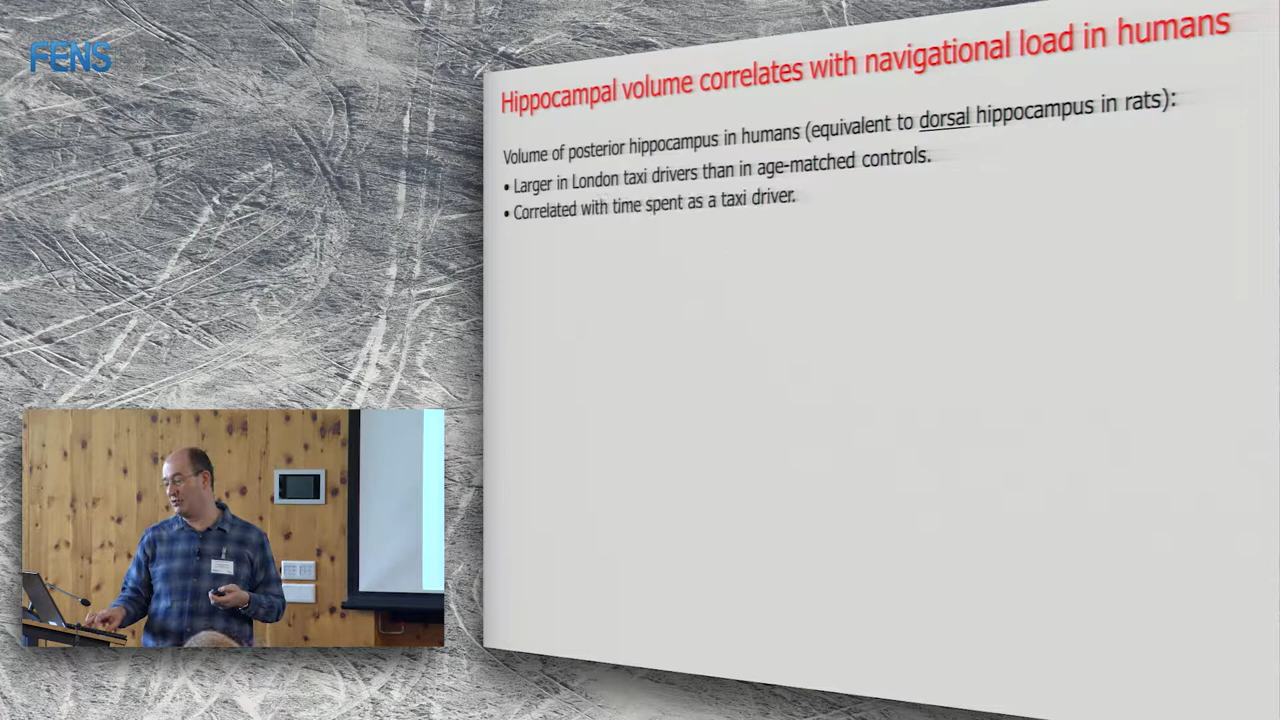 FENS
Hippocampal volume correlates with navigational load in humans
Volume of posterior hippocampus in humans (equivalent to dorsal hippocampus in rats):
• Larger in London taxi drivers than in age-matched controls.
• Correlated with time spent as a taxi driver.